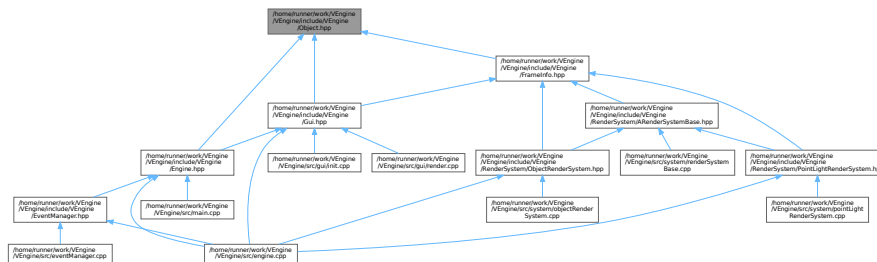 /home/runner/work/VEngine
/VEngine/include/VEngine
/Object.hpp
/home/runner/work/VEngine
/VEngine/include/VEngine
/FrameInfo.hpp
/home/runner/work/VEngine
/VEngine/include/VEngine
/Gui.hpp
/home/runner/work/VEngine
/VEngine/include/VEngine
/RenderSystem/ARenderSystemBase.hpp
/home/runner/work/VEngine
/VEngine/include/VEngine
/Engine.hpp
/home/runner/work/VEngine
/VEngine/src/gui/init.cpp
/home/runner/work/VEngine
/VEngine/src/gui/render.cpp
/home/runner/work/VEngine
/VEngine/include/VEngine
/RenderSystem/ObjectRenderSystem.hpp
/home/runner/work/VEngine
/VEngine/src/system/renderSystem
Base.cpp
/home/runner/work/VEngine
/VEngine/include/VEngine
/RenderSystem/PointLightRenderSystem.hpp
/home/runner/work/VEngine
/VEngine/include/VEngine
/EventManager.hpp
/home/runner/work/VEngine
/VEngine/src/main.cpp
/home/runner/work/VEngine
/VEngine/src/system/objectRender
System.cpp
/home/runner/work/VEngine
/VEngine/src/system/pointLight
RenderSystem.cpp
/home/runner/work/VEngine
/VEngine/src/eventManager.cpp
/home/runner/work/VEngine
/VEngine/src/engine.cpp